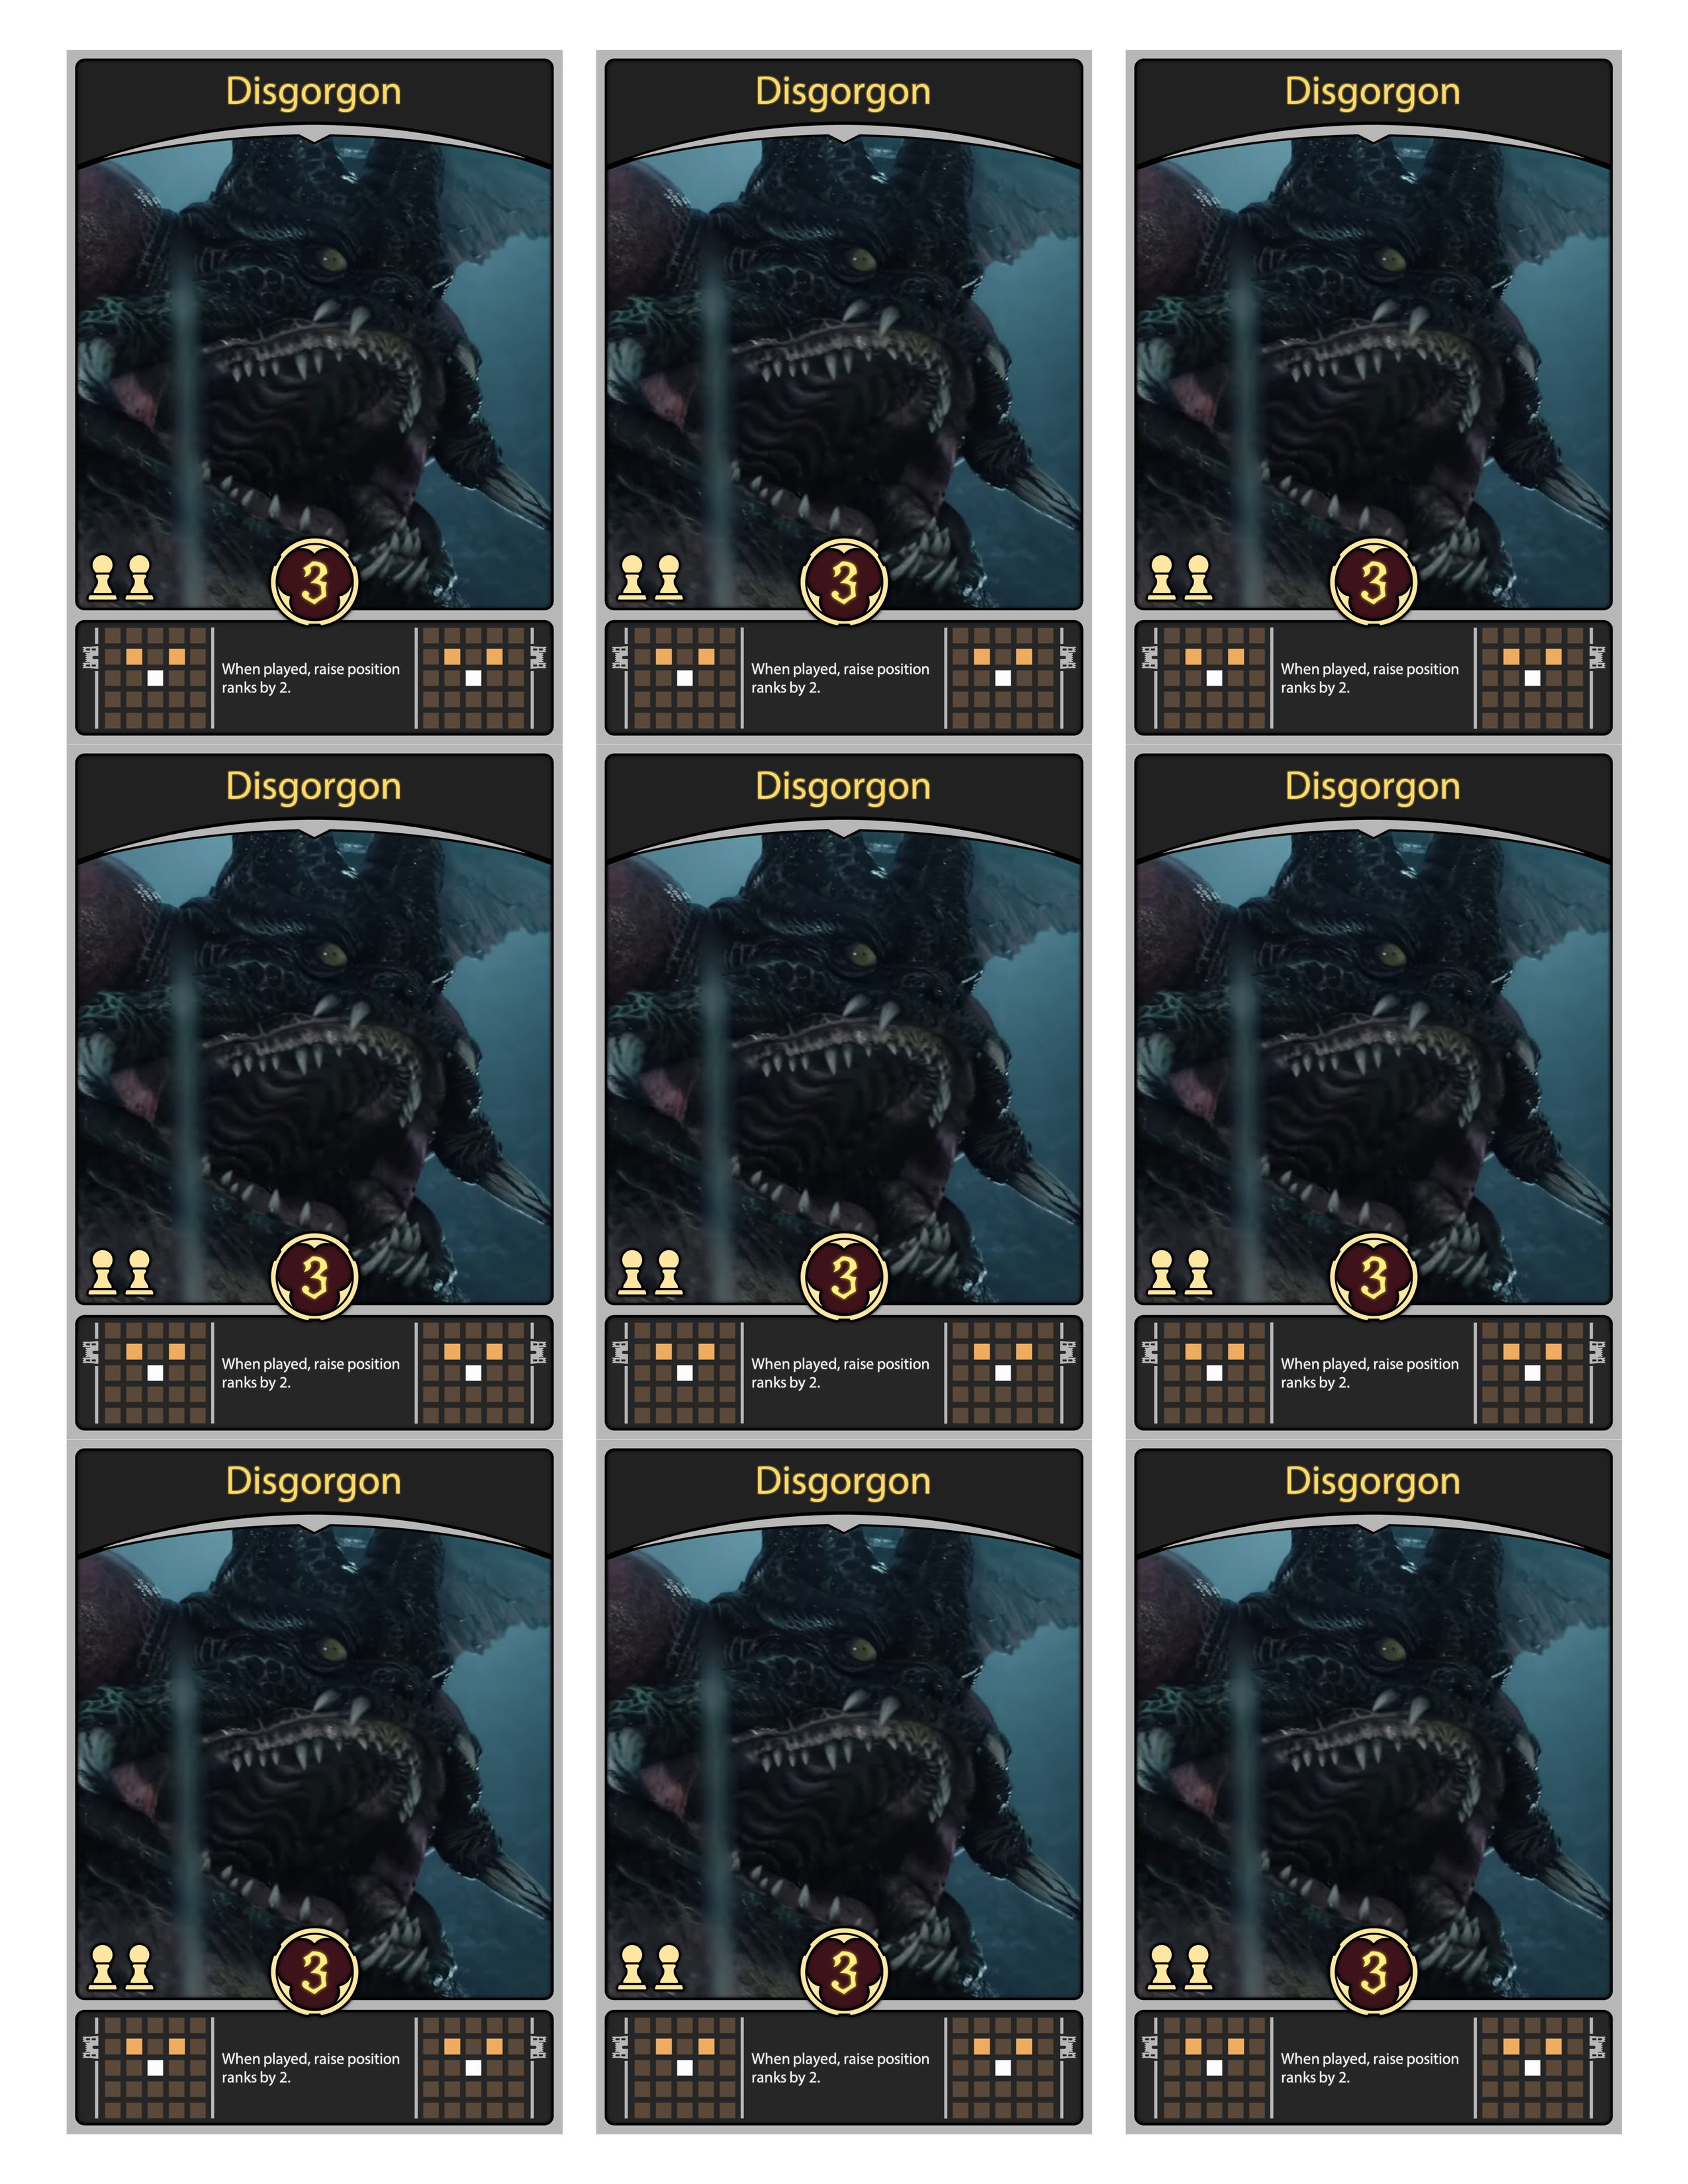 Disgorgon
3
When played, raise position
ranks by 2.
Disgorgon
3
When played, raise position
ranks by 2.
Disgorgon
3
When played, raise position
ranks by 2.
Disgorgon
3
When played, raise position
ranks by 2.
Disgorgon
3
When played, raise position
ranks by 2.
Disgorgon
3
When played, raise position
ranks by 2.
Disgorgon
3
When played, raise position
ranks by 2.
Disgorgon
3
When played, raise position
ranks by 2.
Disgorgon
3
When played, raise position
ranks by 2.